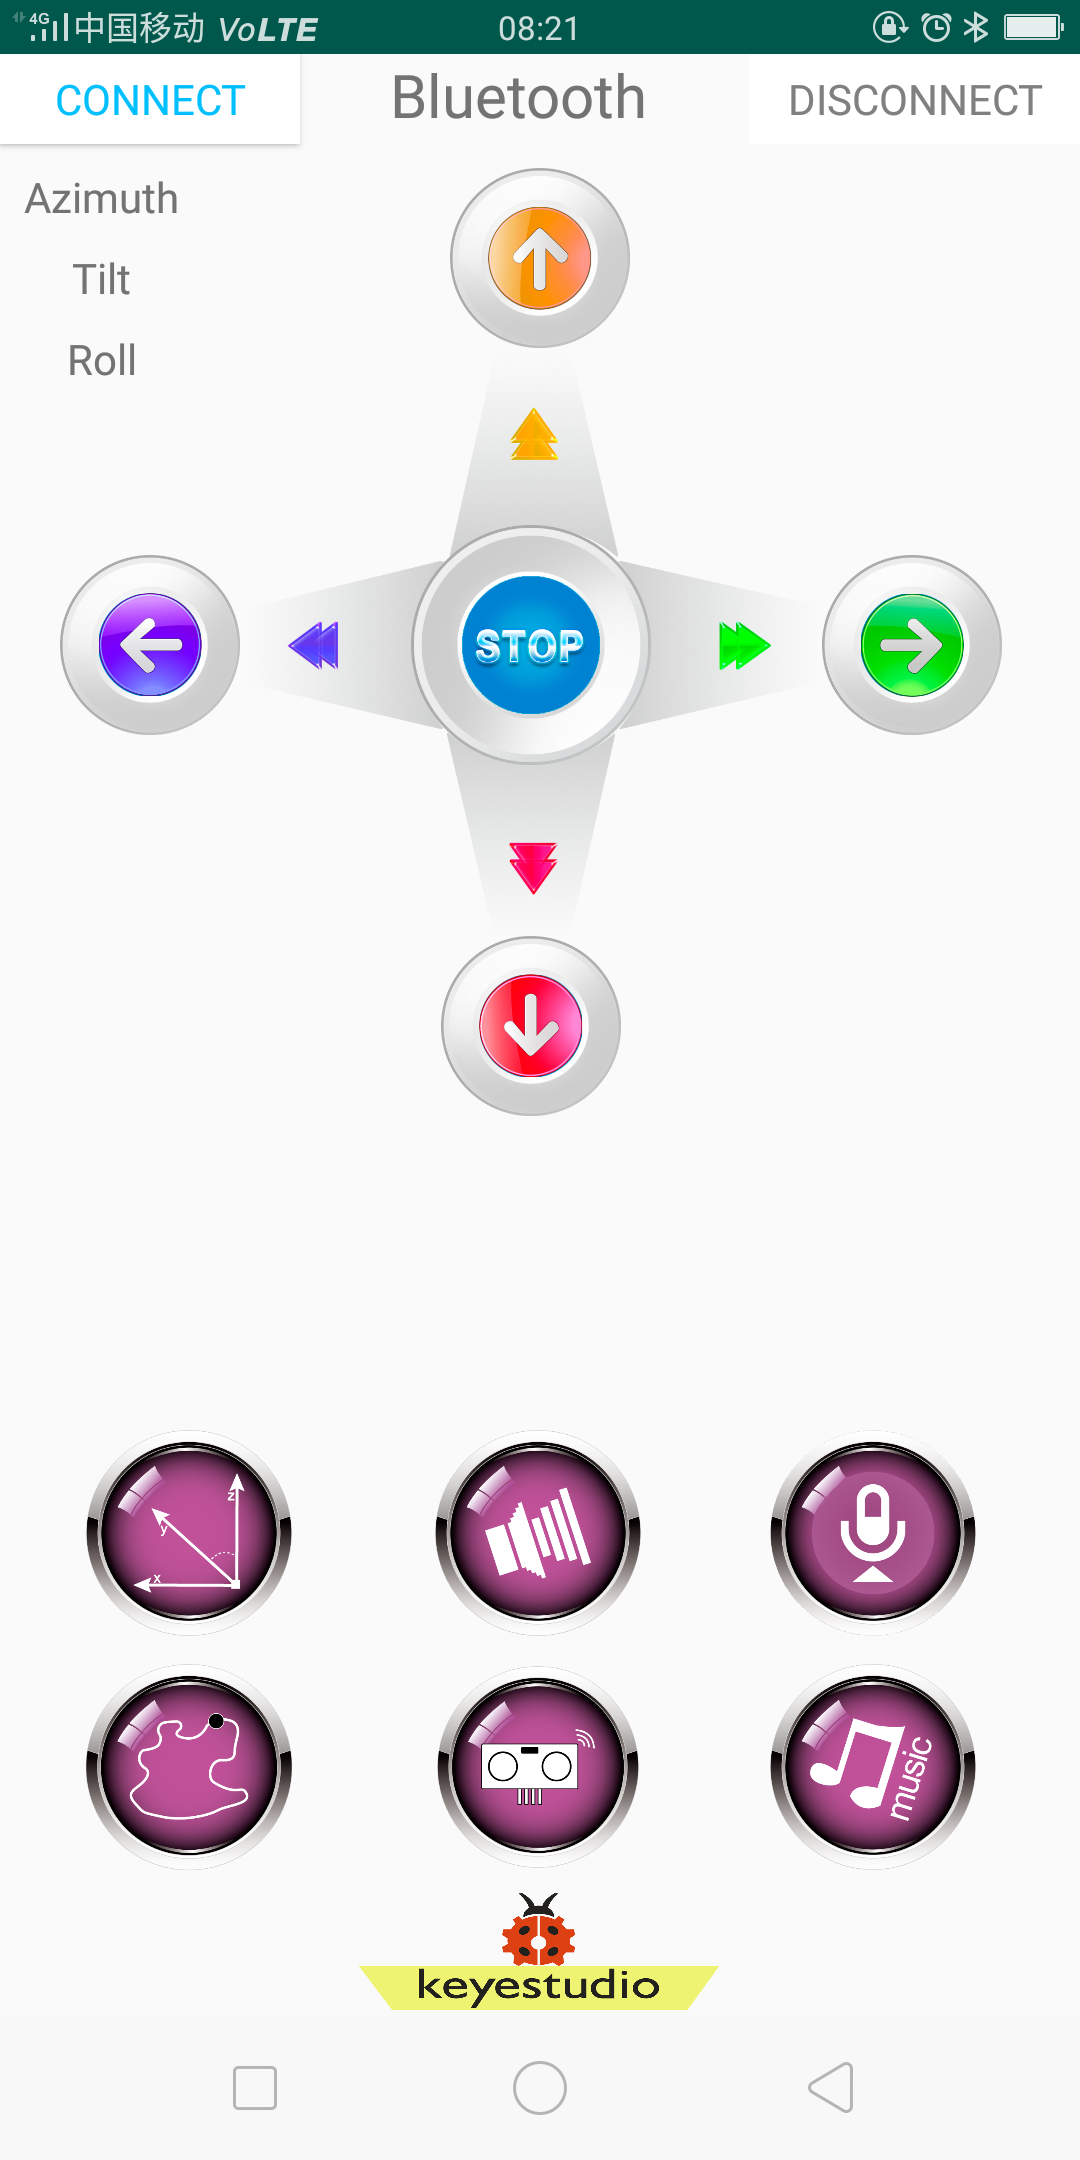 4G 中国移动 VoLTE 08:21
CONNECT Bluetooth DISCONNECT
Azimuth
Tilt
Roll
STOP
z
y
x
music
keyestudio